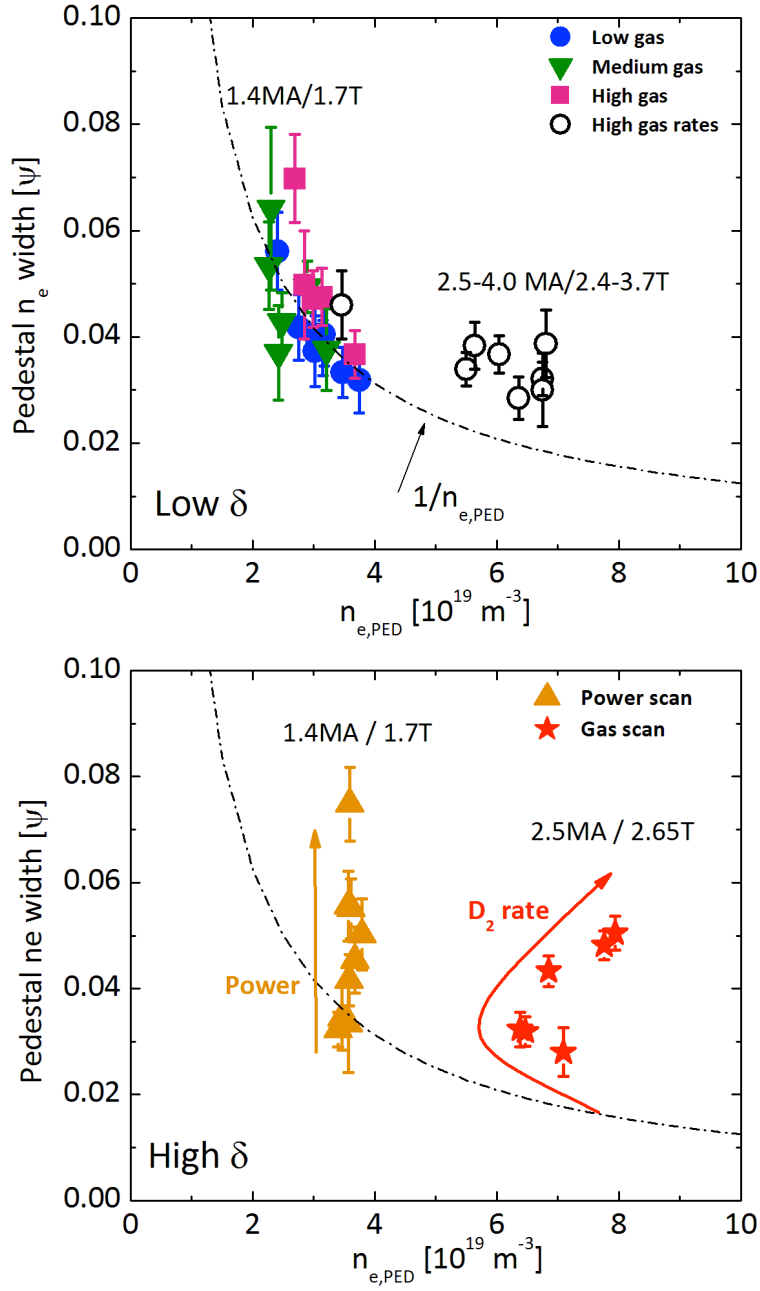 Low gas
Medium gas
High gas
High gas rates
1.4MA/1.7T
2.5-4.0 MA/2.4-3.7T
1/n_{e,PED}
Low δ
Pedestal n_e width [ψ]
0.10
0.08
0.06
0.04
0.02
0.00
0 2 4 6 8 10
n_{e,PED} [10^{19} m^{-3}]
Power scan
Gas scan
1.4MA / 1.7T
2.5MA / 2.65T
D_2 rate
Power
High δ
Pedestal ne width [ψ]
0.10
0.08
0.06
0.04
0.02
0.00
0 2 4 6 8 10
n_{e,PED} [10^{19} m^{-3}]